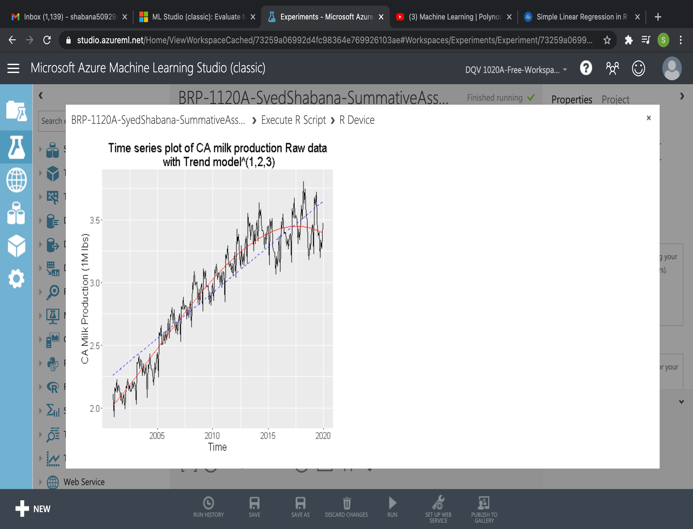 Inbox (1,139) - shabana50929
ML Studio (classic): Evaluate
Experiments - Microsoft Azure
(3) Machine Learning | Polyno
Simple Linear Regression in R
studio.azureml.net/Home/ViewWorkspaceCached/73259a06992d4fc98364e769926103ae#Workspaces/Experiments/Experiment/73259a0699...
S
Microsoft Azure Machine Learning Studio (classic)
DQV 1020A-Free-Workspa...
BRP-1120A-SyedShabana-SummativeAss...
Finished running
Properties
Project
Search
BRP-1120A-SyedShabana-SummativeAss... > Execute R Script > R Device
x
Time series plot of CA milk production Raw data
with Trend model^(1,2,3)
CA Milk Production (1M lbs)
3.5
3.0
2.5
2.0
2005 2010 2015 2020
Time
Web Service
NEW
RUN HISTORY
SAVE
SAVE AS
DISCARD CHANGES
RUN
SET UP WEB
SERVICE
PUBLISH TO
GALLERY